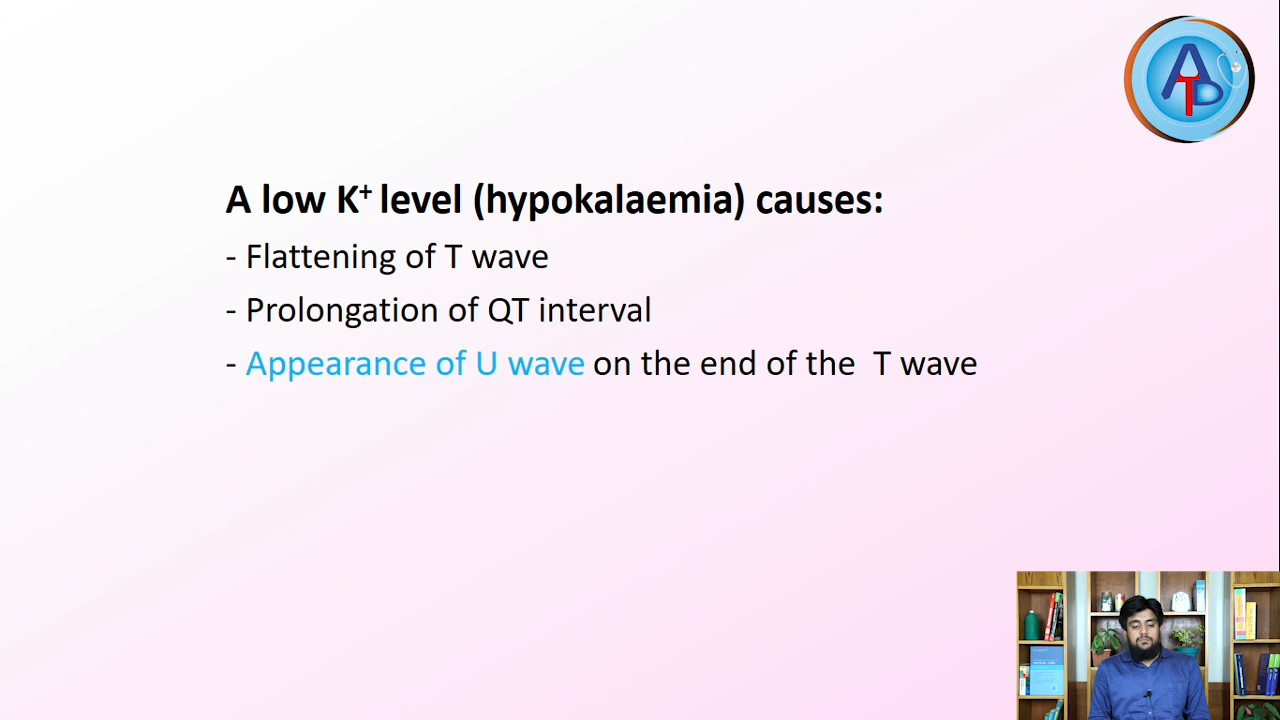 ATD
A low K⁺ level (hypokalaemia) causes:
- Flattening of T wave
- Prolongation of QT interval
- Appearance of U wave on the end of the T wave